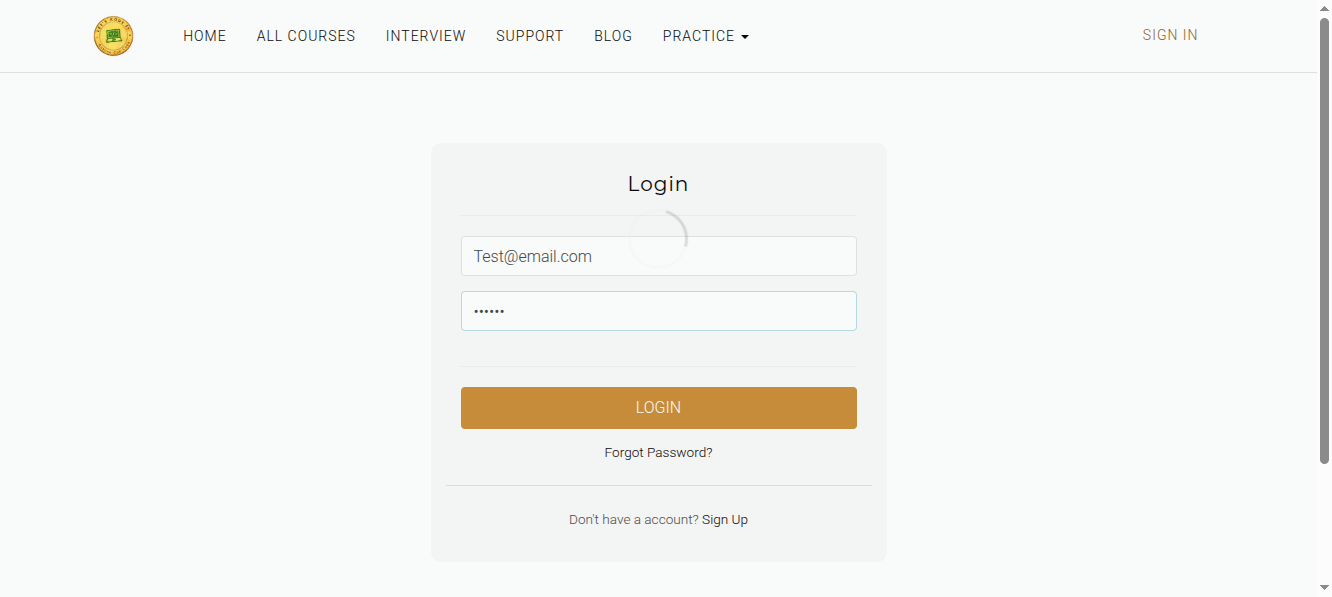 HOME ALL COURSES INTERVIEW SUPPORT BLOG PRACTICE SIGN IN
Login
Test@email.com
••••••
LOGIN
Forgot Password?
Don't have a account? Sign Up